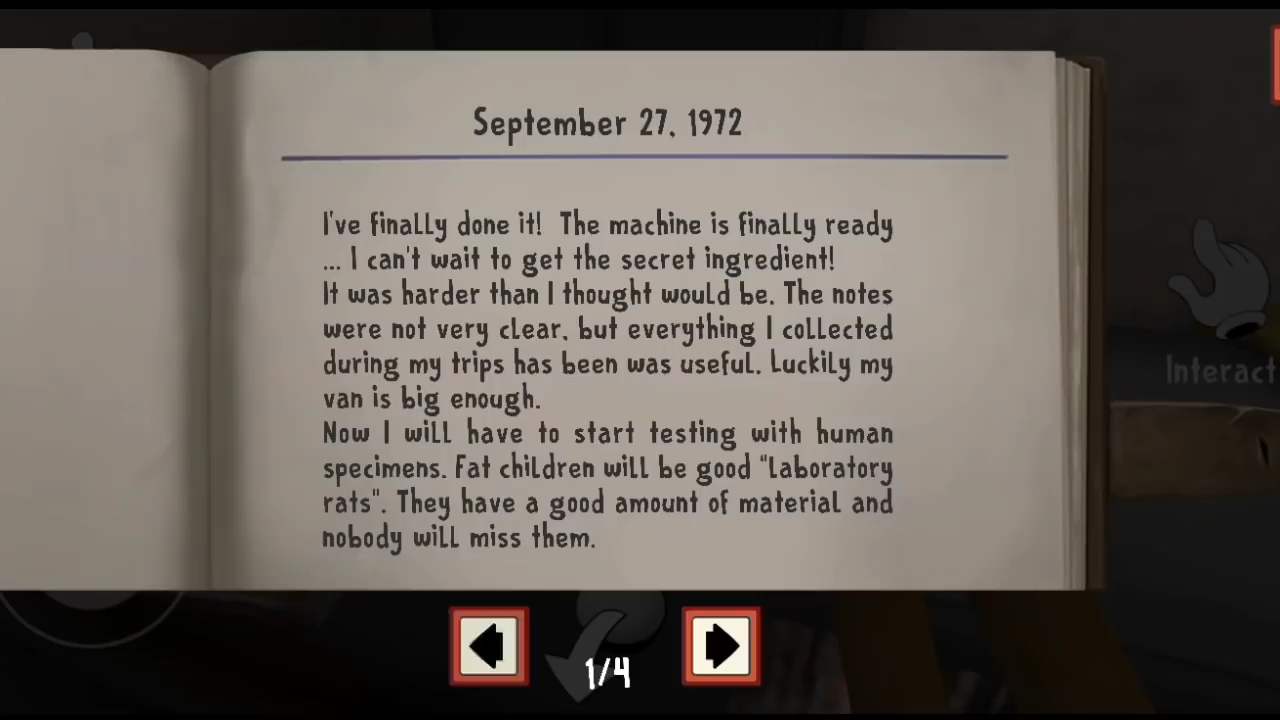 September 27, 1972
I've finally done it! The machine is finally ready
... I can't wait to get the secret ingredient!
It was harder than I thought would be. The notes
were not very clear, but everything I collected
during my trips has been was useful. Luckily my
van is big enough.
Now I will have to start testing with human
specimens. Fat children will be good "laboratory
rats". They have a good amount of material and
nobody will miss them.
Interact
1/4